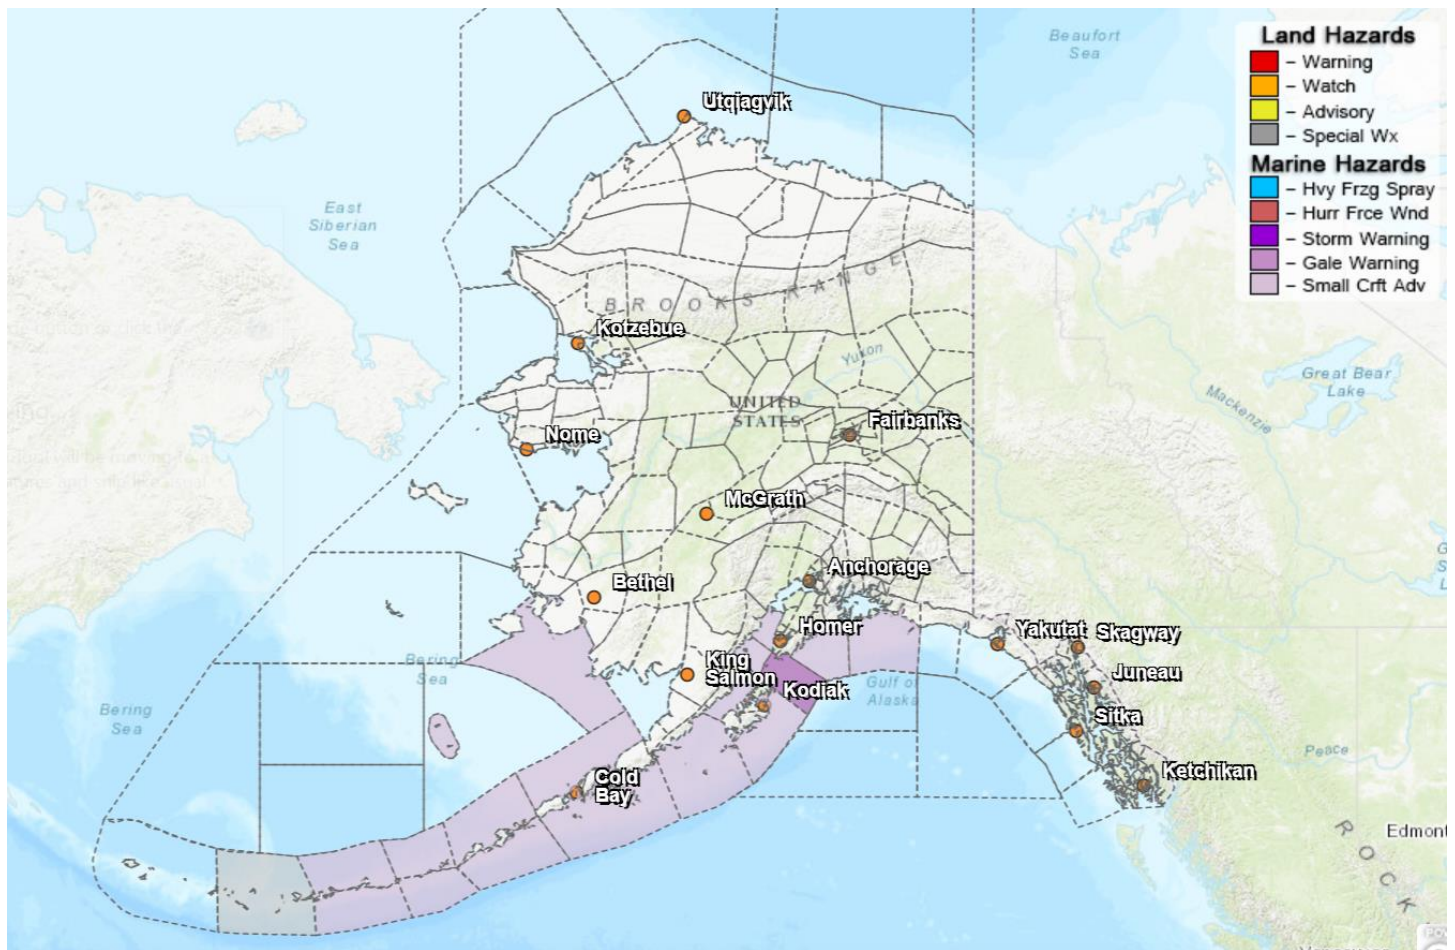 Beaufort
Sea
Land Hazards
– Warning
– Watch
– Advisory
– Special Wx
Marine Hazards
– Hvy Frzg Spray
– Hurr Frce Wnd
– Storm Warning
– Gale Warning
– Small Crft Adv
Utqiagvik
East
Siberian
Sea
BROOKS RANGE
Kotzebue
Yukon
Great Bear
Lake
Mackenzie
UNITED
STATES
Fairbanks
Nome
McGrath
Anchorage
Bethel
Homer
Yakutat
Skagway
Bering
Sea
King
Salmon
Kodiak
Gulf of
Alaska
Juneau
Bering
Sea
Sitka
Peace
Cold
Bay
Ketchikan
ROCK
Edmont